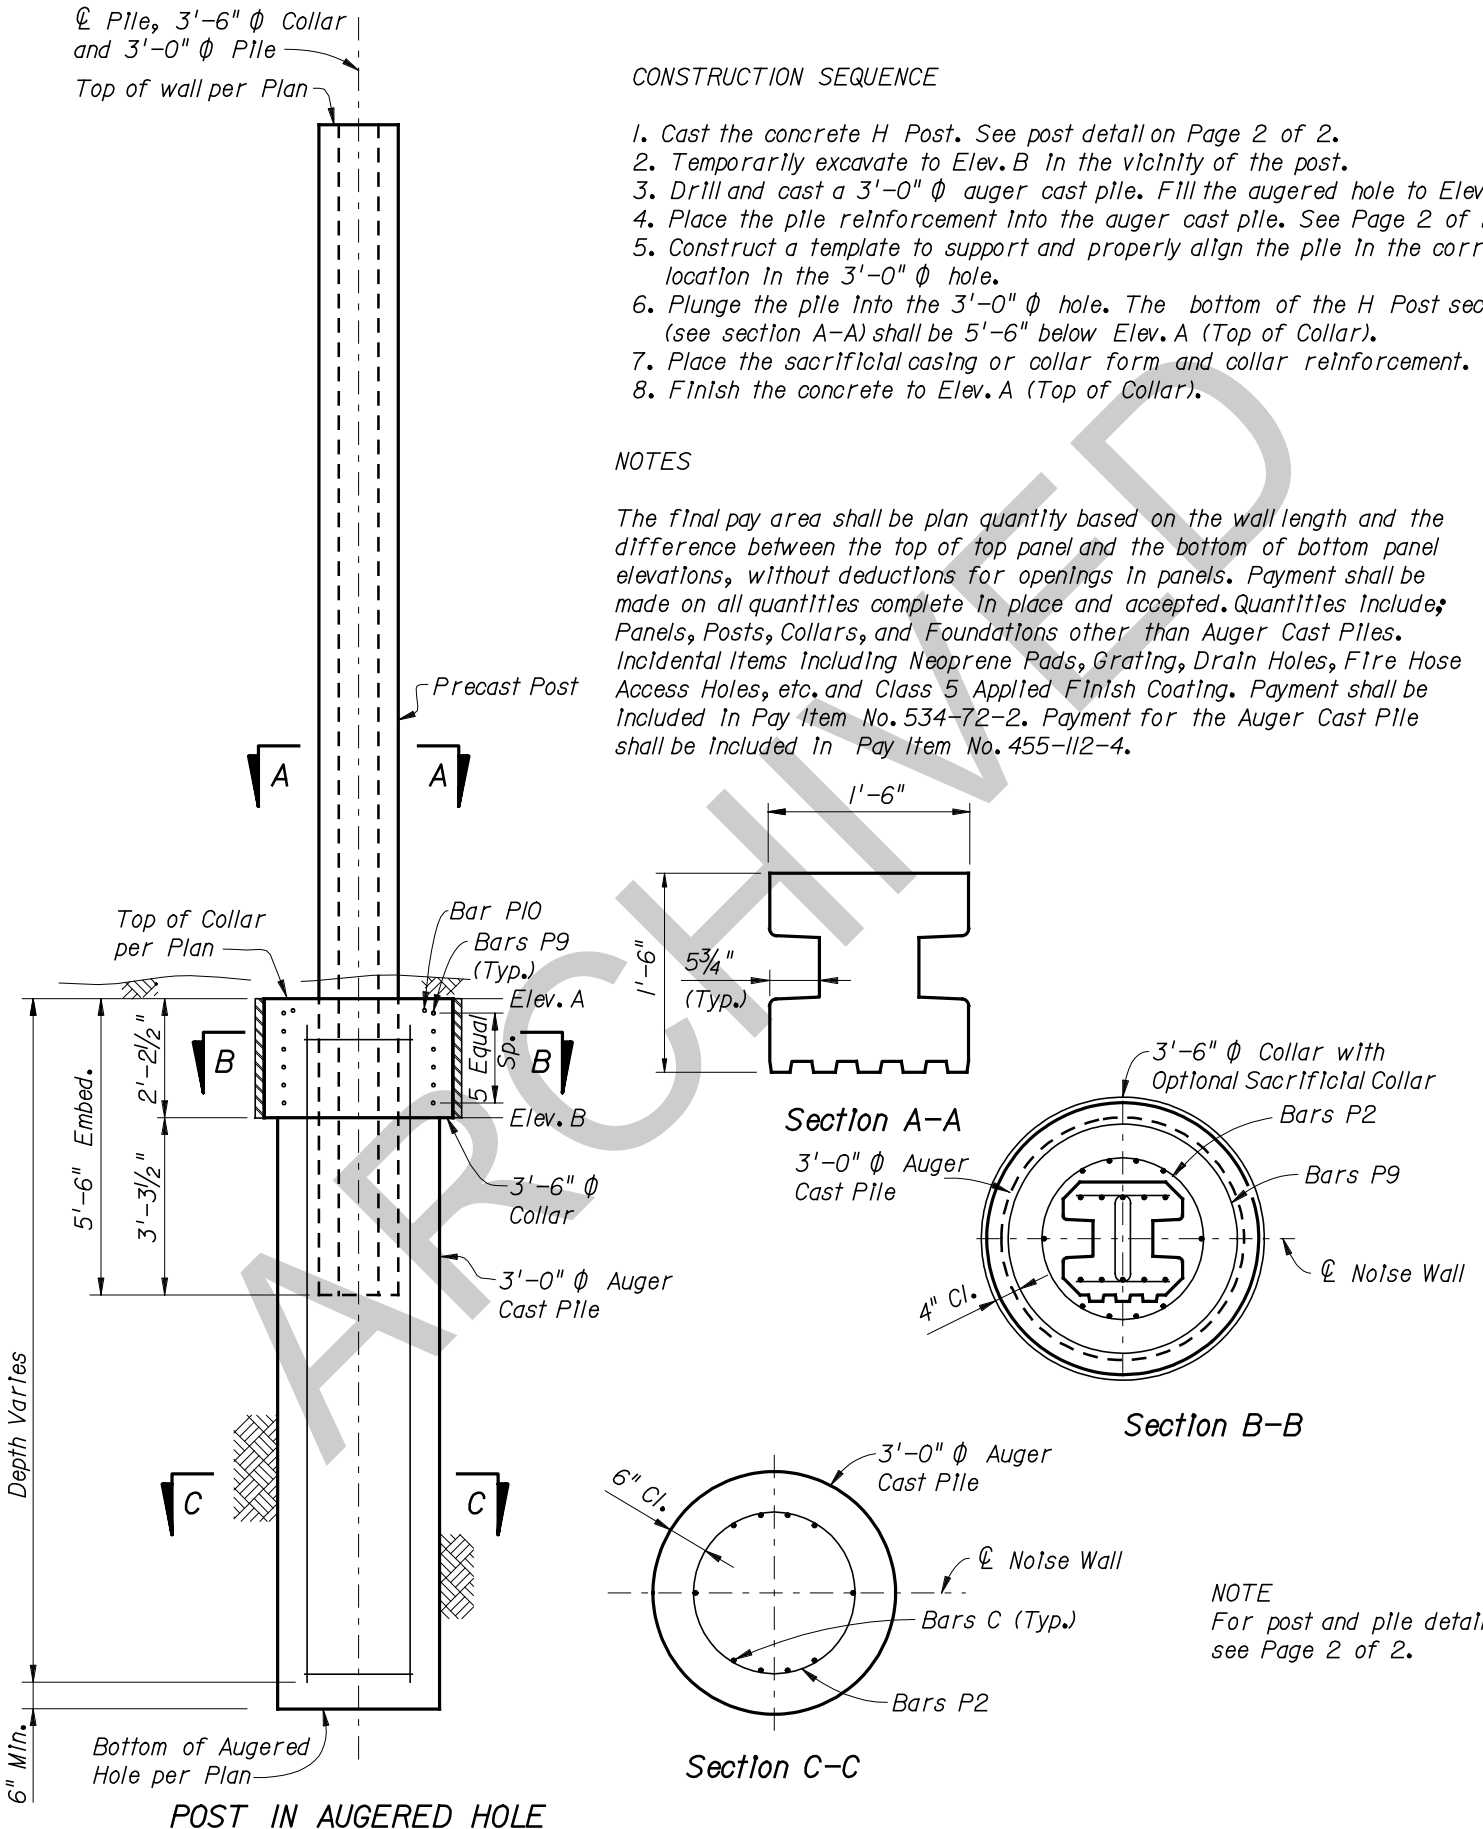 ℄ Pile, 3'-6" ϕ Collar
and 3'-0" ϕ Pile
Top of wall per Plan
CONSTRUCTION SEQUENCE
1. Cast the concrete H Post. See post detail on Page 2 of 2.
2. Temporarily excavate to Elev. B in the vicinity of the post.
3. Drill and cast a 3'-0" ϕ auger cast pile. Fill the augered hole to Elev
4. Place the pile reinforcement into the auger cast pile. See Page 2 of
5. Construct a template to support and properly align the pile in the corr
location in the 3'-0" ϕ hole.
6. Plunge the pile into the 3'-0" ϕ hole. The bottom of the H Post sec
(see section A-A) shall be 5'-6" below Elev. A (Top of Collar).
7. Place the sacrificial casing or collar form and collar reinforcement.
8. Finish the concrete to Elev. A (Top of Collar).
NOTES
The final pay area shall be plan quantity based on the wall length and the
difference between the top of top panel and the bottom of bottom panel
elevations, without deductions for openings in panels. Payment shall be
made on all quantities complete in place and accepted. Quantities include;
Panels, Posts, Collars, and Foundations other than Auger Cast Piles.
Incidental Items including Neoprene Pads, Grating, Drain Holes, Fire Hose
Access Holes, etc. and Class 5 Applied Finish Coating. Payment shall be
included in Pay Item No. 534-72-2. Payment for the Auger Cast Pile
shall be included in Pay Item No. 455-112-4.
Precast Post
A
A
1'-6"
1'-6"
5¾"
(Typ.)
Section A-A
Top of Collar
per Plan
Bar P10
Bars P9
(Typ.)
Elev. A
B
B
5 Equal
Sp.
Elev. B
2'-2½"
5'-6" Embed.
3'-3½"
3'-6" ϕ
Collar
3'-0" ϕ Auger
Cast Pile
Depth Varies
C
C
6" Min.
Bottom of Augered
Hole per Plan
POST IN AUGERED HOLE
3'-6" ϕ Collar with
Optional Sacrificial Collar
Bars P2
3'-0" ϕ Auger
Cast Pile
Bars P9
℄ Noise Wall
4" Cl.
Section B-B
3'-0" ϕ Auger
Cast Pile
6" Cl.
℄ Noise Wall
Bars C (Typ.)
Bars P2
Section C-C
NOTE
For post and pile detail
see Page 2 of 2.
ARCHIVED